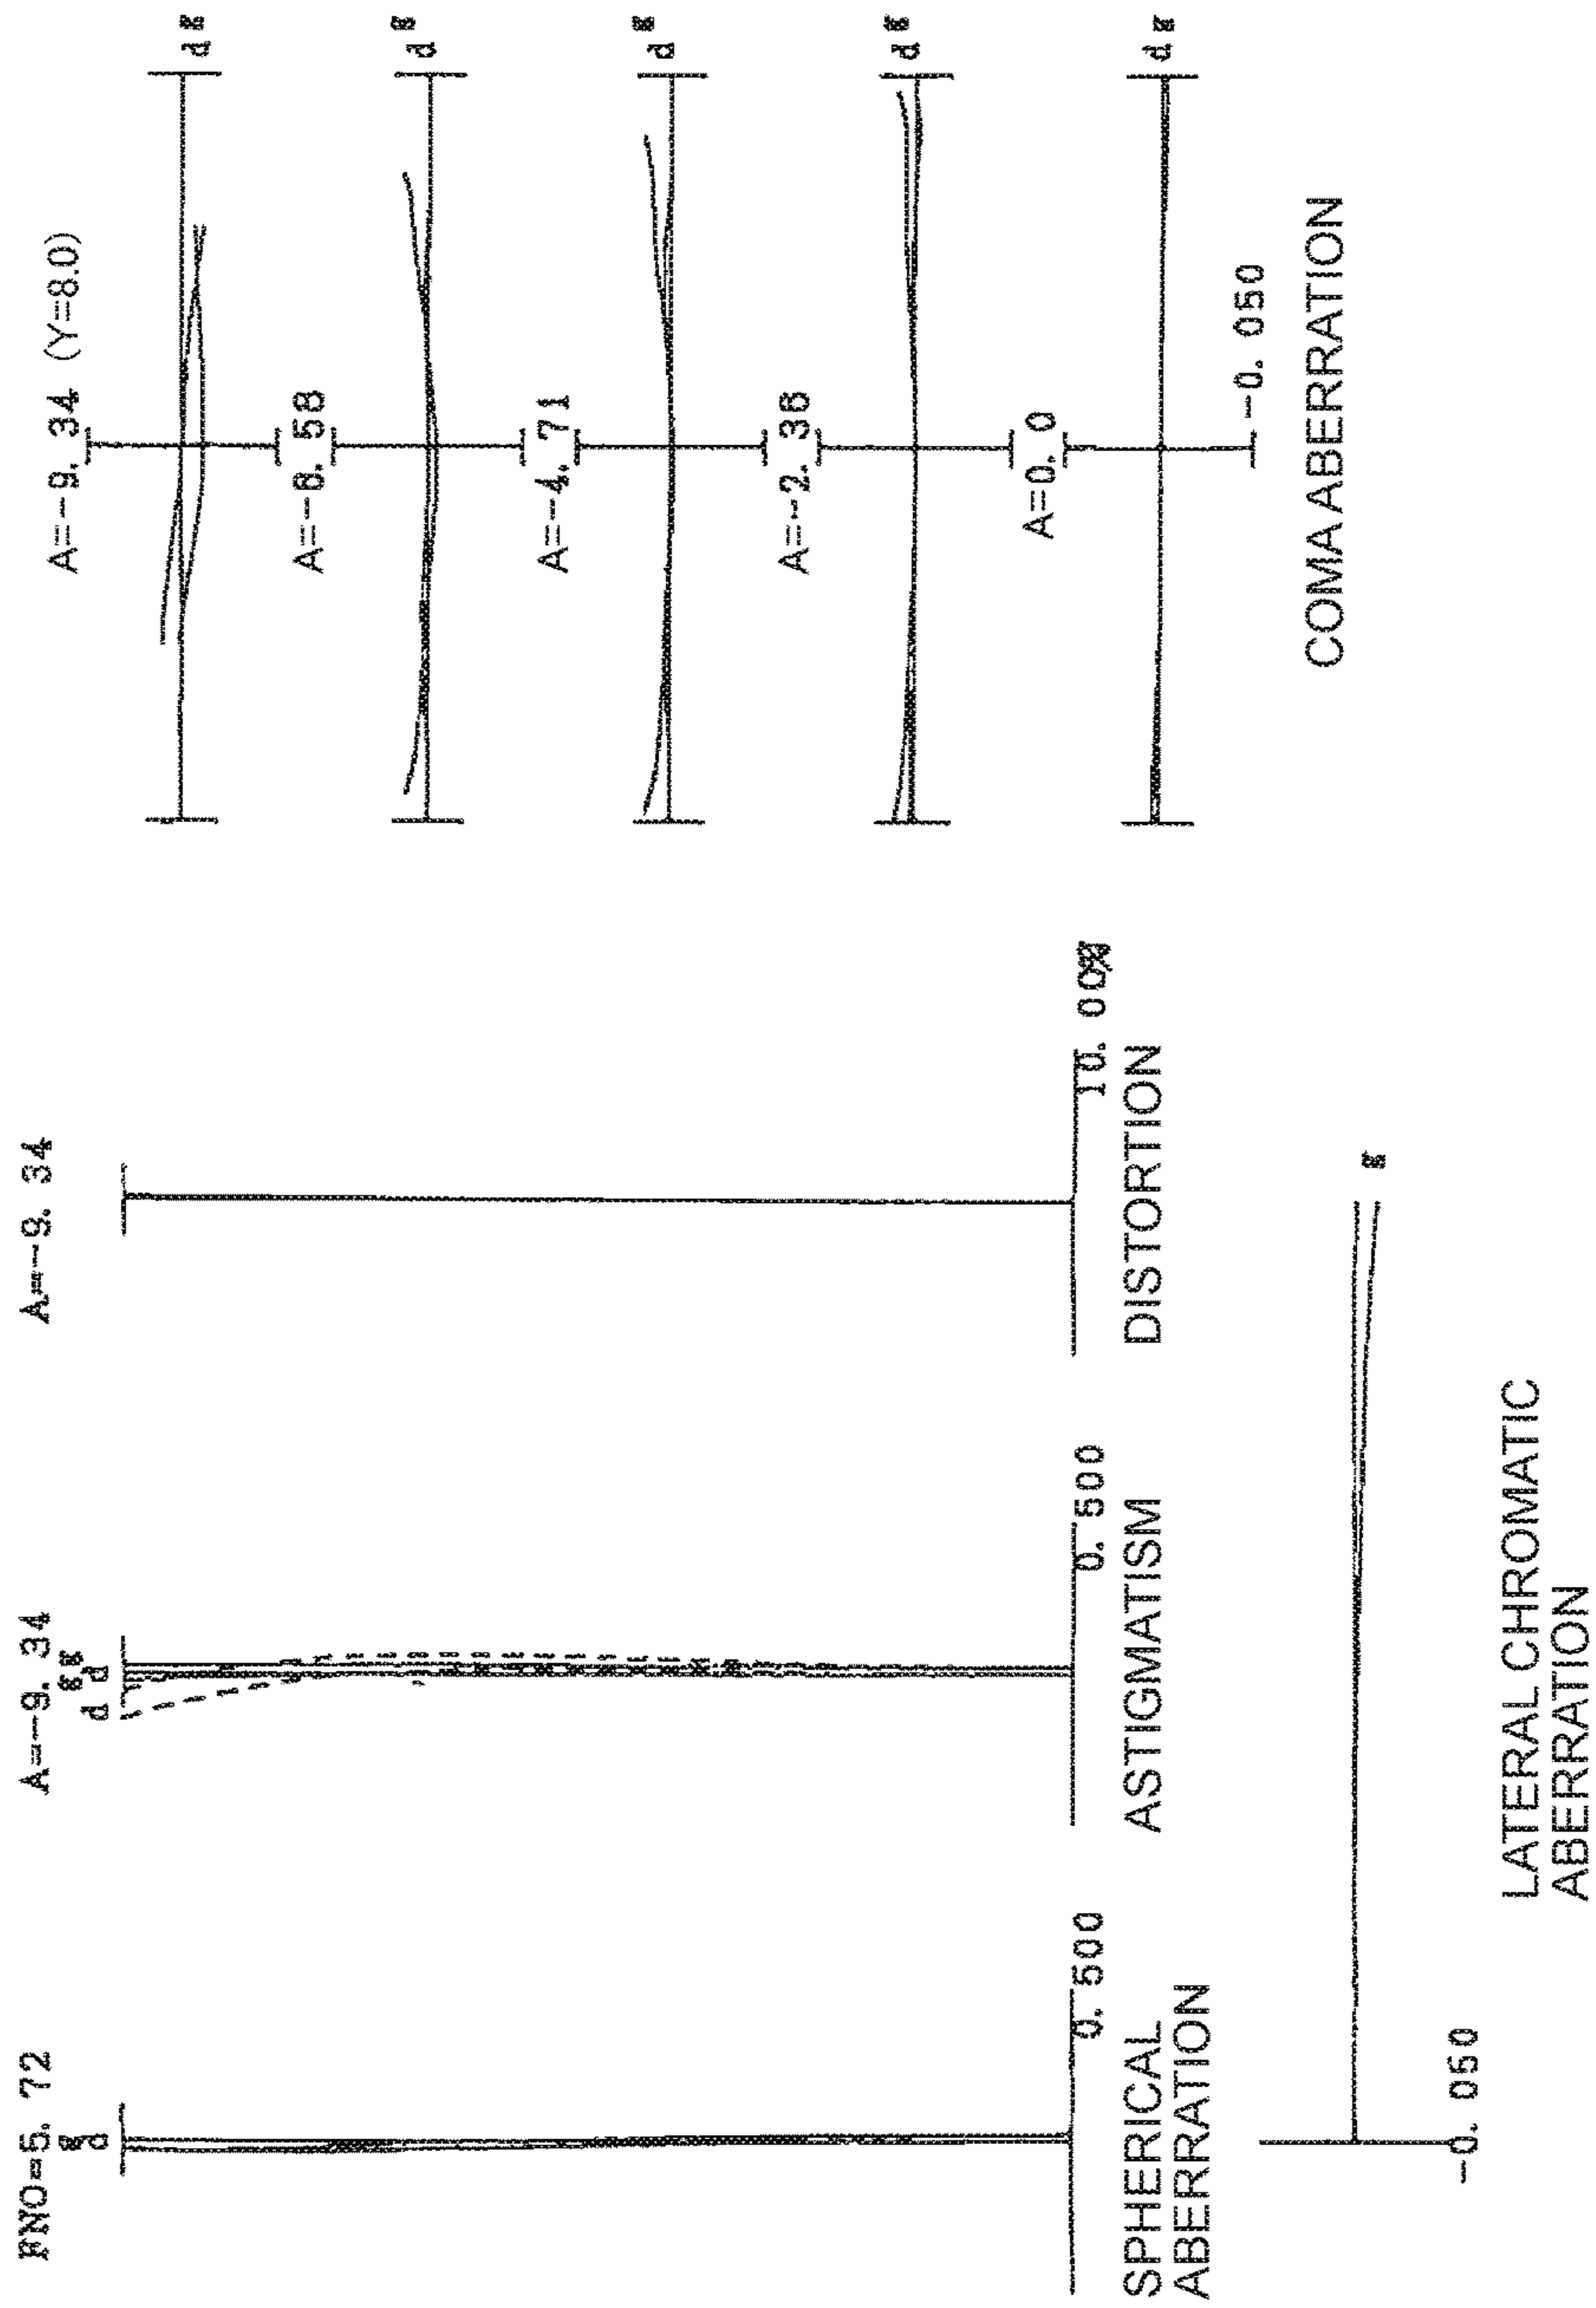 FNO=5. 72
g
d
0. 500
SPHERICAL
ABERRATION
A=-9. 34
g g
d d
0. 500
ASTIGMATISM
A=-9. 34
10. 00%
DISTORTION
-0. 050
g
LATERAL CHROMATIC
ABERRATION
A=-9. 34 (Y=8.0)
d g
A=-6. 58
d g
A=-4. 71
d g
A=-2. 36
d g
A=0. 0
d g
-0. 050
COMA ABERRATION